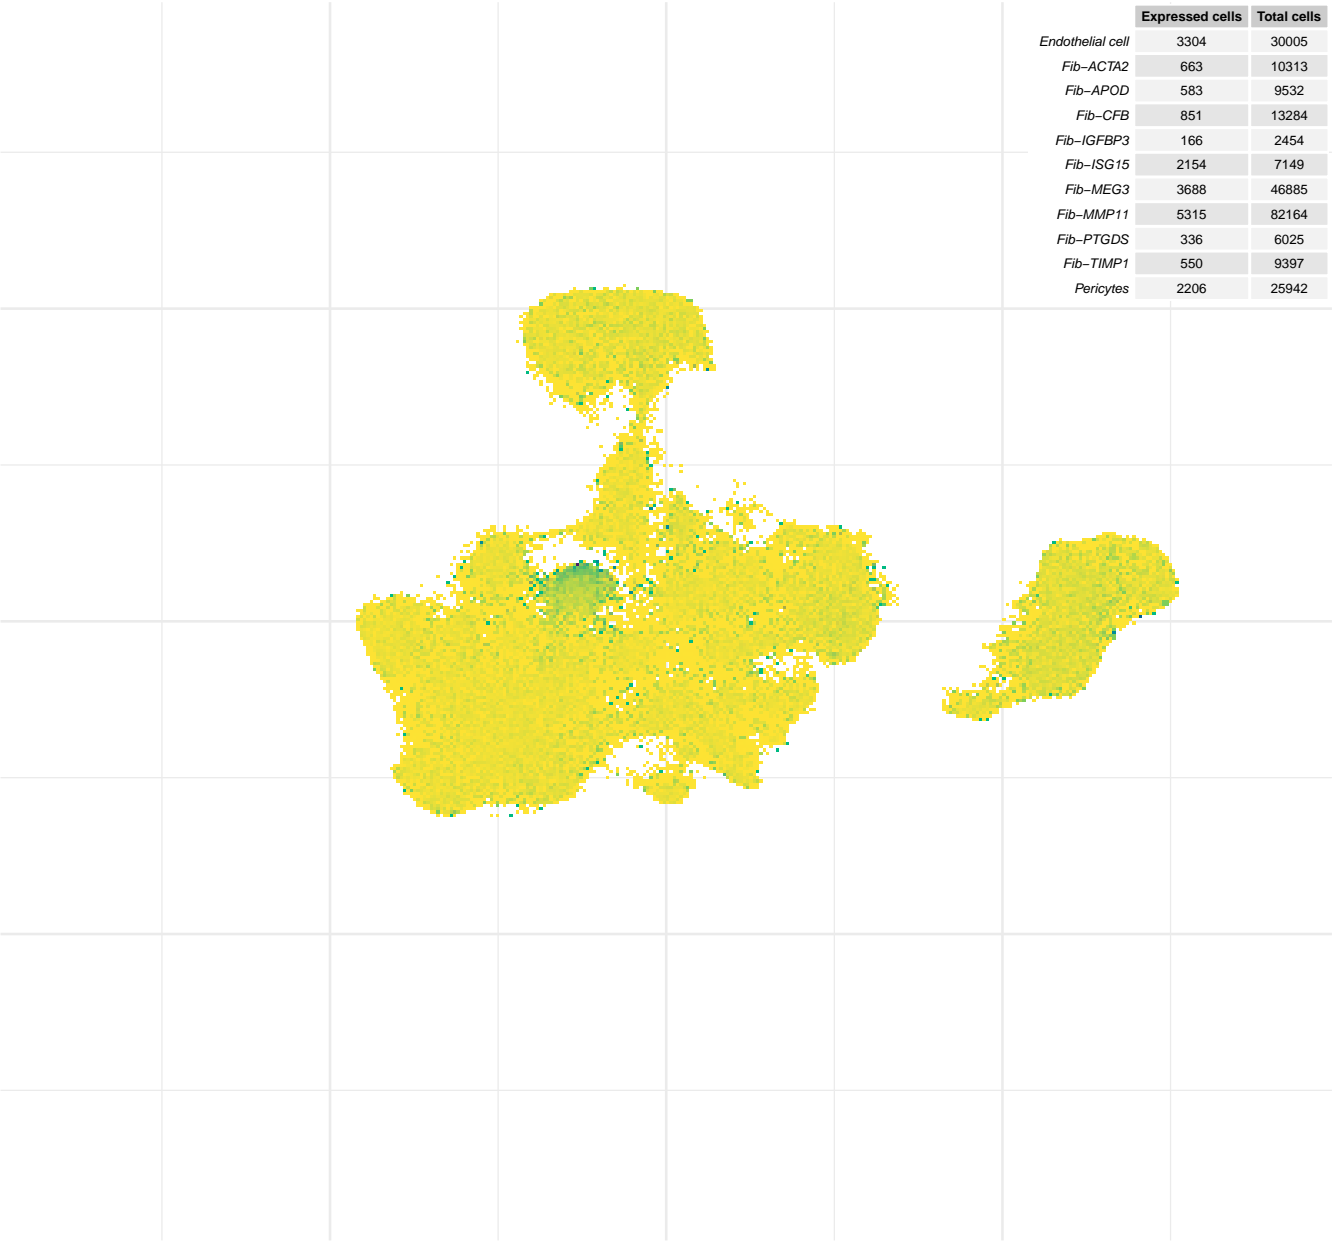 Expressed cells Total cells
Endothelial cell 3304 30005
Fib−ACTA2 663 10313
Fib−APOD 583 9532
Fib−CFB 851 13284
Fib−IGFBP3 166 2454
Fib−ISG15 2154 7149
Fib−MEG3 3688 46885
Fib−MMP11 5315 82164
Fib−PTGDS 336 6025
Fib−TIMP1 550 9397
Pericytes 2206 25942